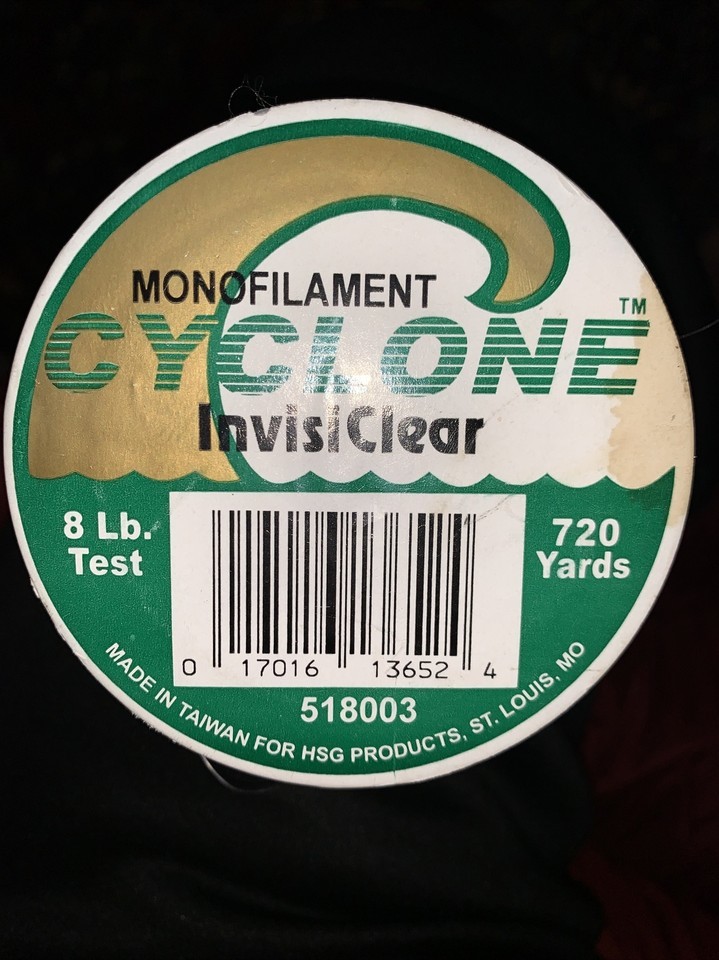 MONOFILAMENT
CYCLONE™
InvisiClear
8 Lb.
Test
720
Yards
0 17016 13652 4
518003
MADE IN TAIWAN FOR HSG PRODUCTS, ST. LOUIS, MO